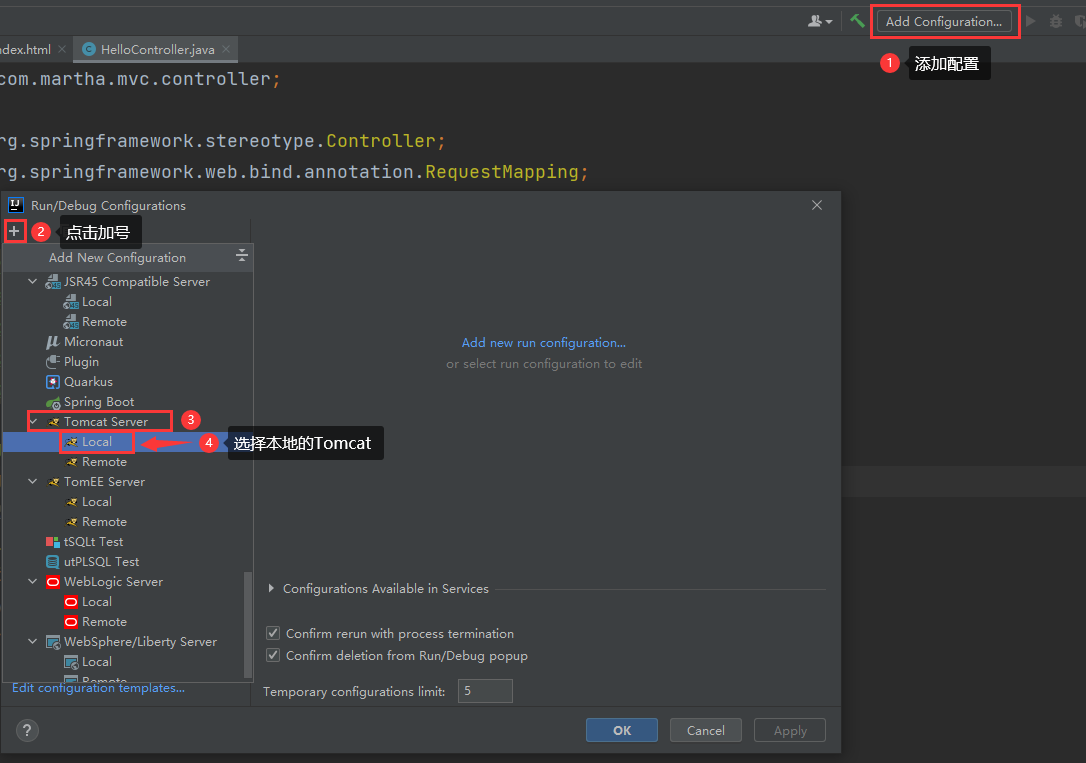 Add Configuration...
ndex.html
HelloController.java
1 添加配置
com.martha.mvc.controller;
rg.springframework.stereotype.Controller;
rg.springframework.web.bind.annotation.RequestMapping;
IJ Run/Debug Configurations
+ 2 点击加号
Add New Configuration
JSR45 Compatible Server
Local
Remote
Micronaut
Plugin
Quarkus
Spring Boot
Tomcat Server 3
Local 4 选择本地的Tomcat
Remote
TomEE Server
Local
Remote
tSQLt Test
utPLSQL Test
WebLogic Server
Local
Remote
WebSphere/Liberty Server
Local
Remote
Edit configuration templates...
Add new run configuration...
or select run configuration to edit
Configurations Available in Services
Confirm rerun with process termination
Confirm deletion from Run/Debug popup
Temporary configurations limit: 5
? OK Cancel Apply